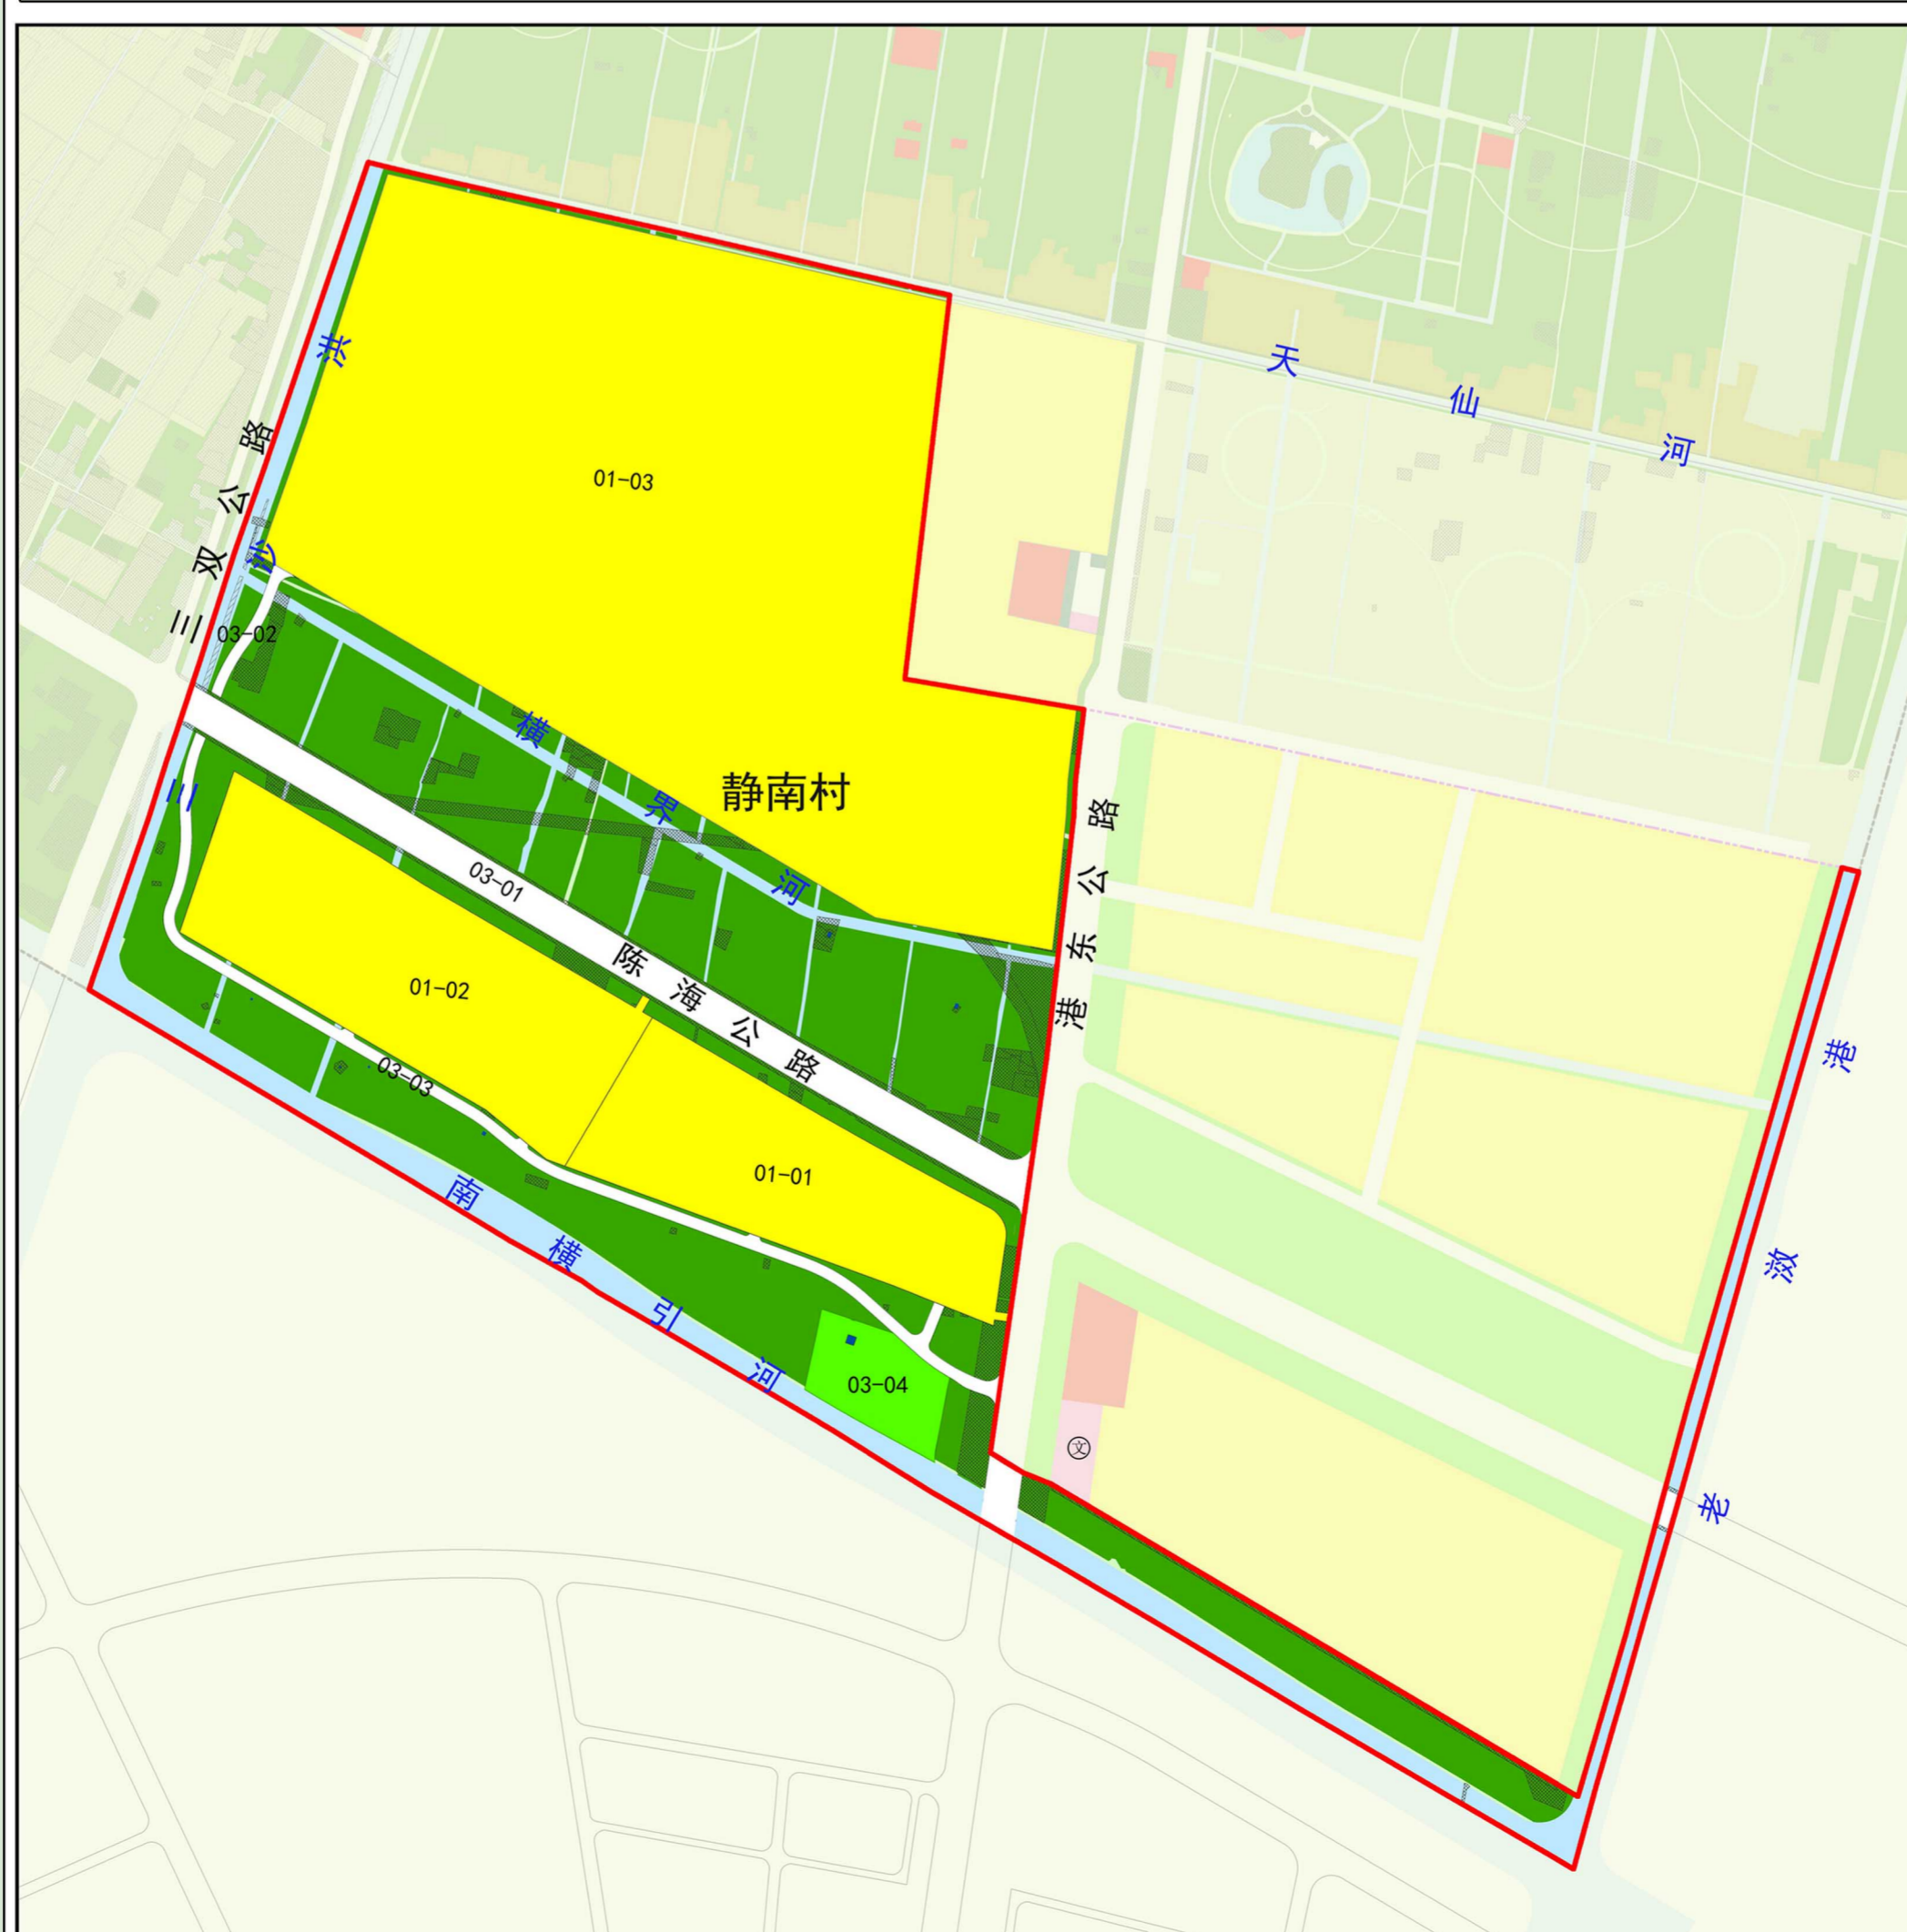 天仙河
洪
01-03
三双公路
沙
03-02
横
界
河
静南村
三
03-01
陈海公路
港东公路
01-02
03-03
01-01
南横引河
03-04
文
老滧港